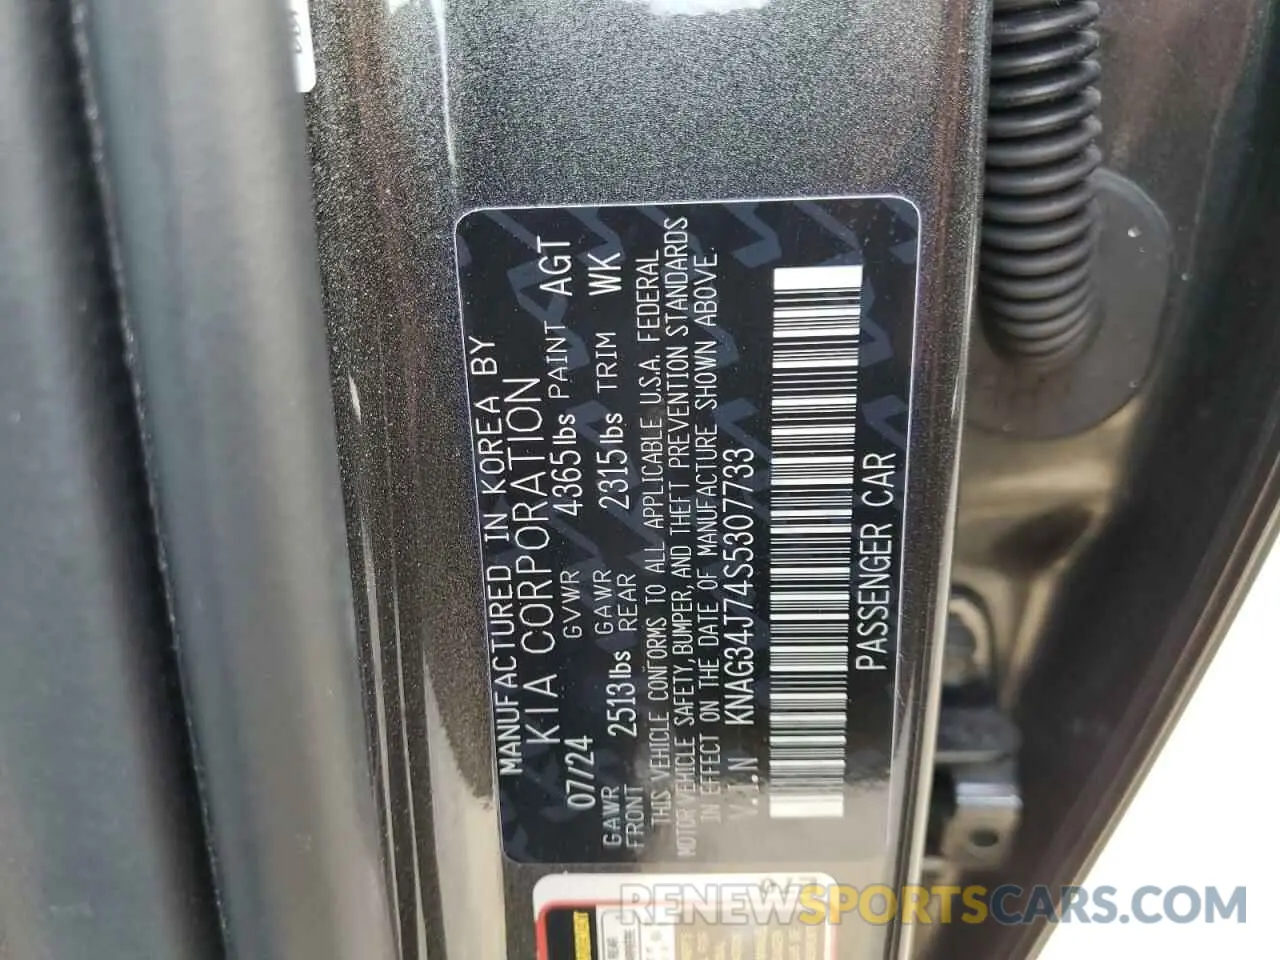 MANUFACTURED IN KOREA BY
KIA CORPORATION
07/24 GVWR 4365lbs PAINT AGT
GAWR FRONT 2513lbs GAWR REAR 2315lbs TRIM WK
THIS VEHICLE CONFORMS TO ALL APPLICABLE U.S.A. FEDERAL
MOTOR VEHICLE SAFETY, BUMPER, AND THEFT PREVENTION STANDARDS
IN EFFECT ON THE DATE OF MANUFACTURE SHOWN ABOVE
V.I.N KNAG34J74S5307733
PASSENGER CAR
RENEWSPORTSCARS.COM